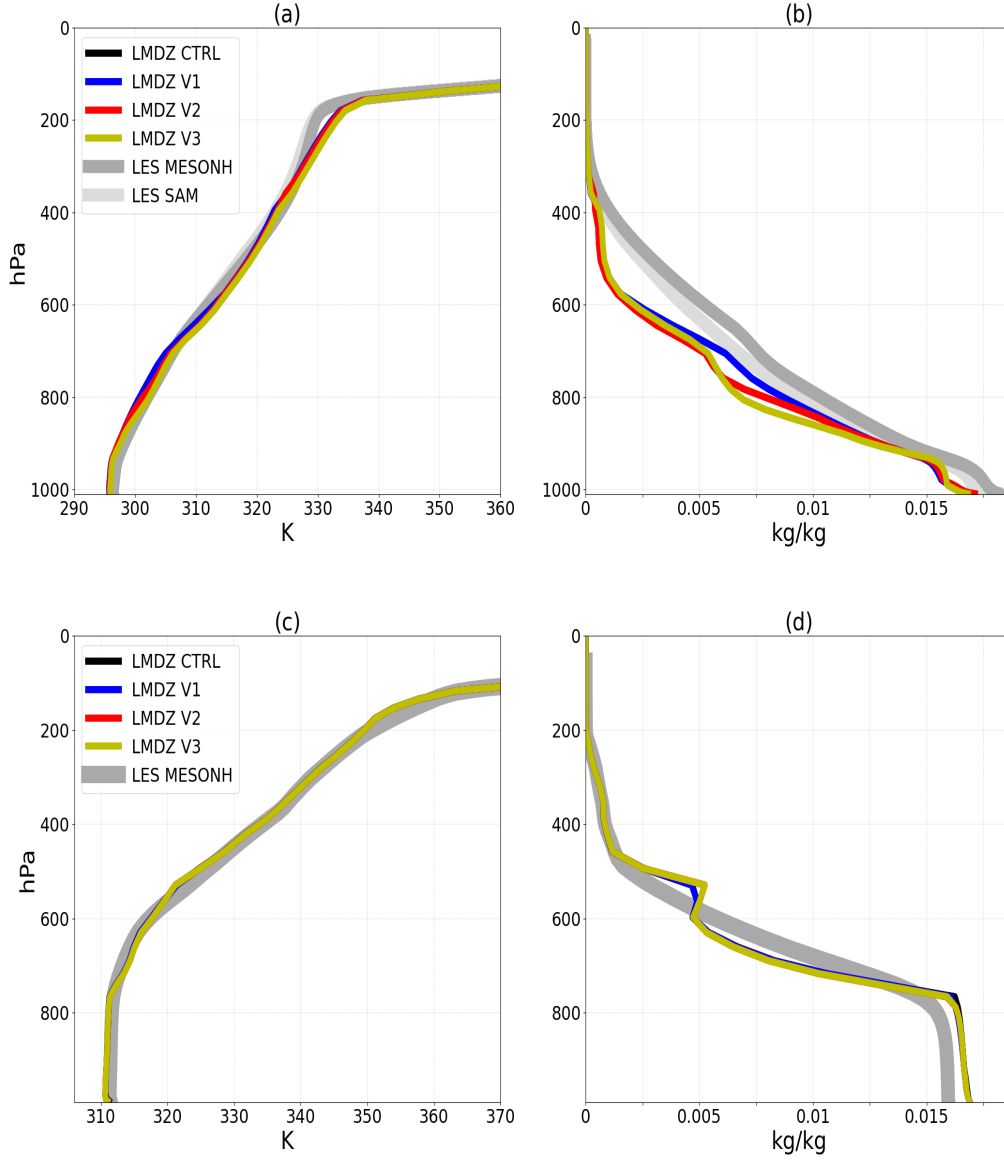 (a)
0
200
400
600
800
1000
hPa
LMDZ CTRL
LMDZ V1
LMDZ V2
LMDZ V3
LES MESONH
LES SAM
290 300 310 320 330 340 350 360
K
(b)
0
200
400
600
800
1000
0 0.005 0.01 0.015
kg/kg
(c)
0
200
400
600
800
hPa
LMDZ CTRL
LMDZ V1
LMDZ V2
LMDZ V3
LES MESONH
310 320 330 340 350 360 370
K
(d)
0
200
400
600
800
0 0.005 0.01 0.015
kg/kg